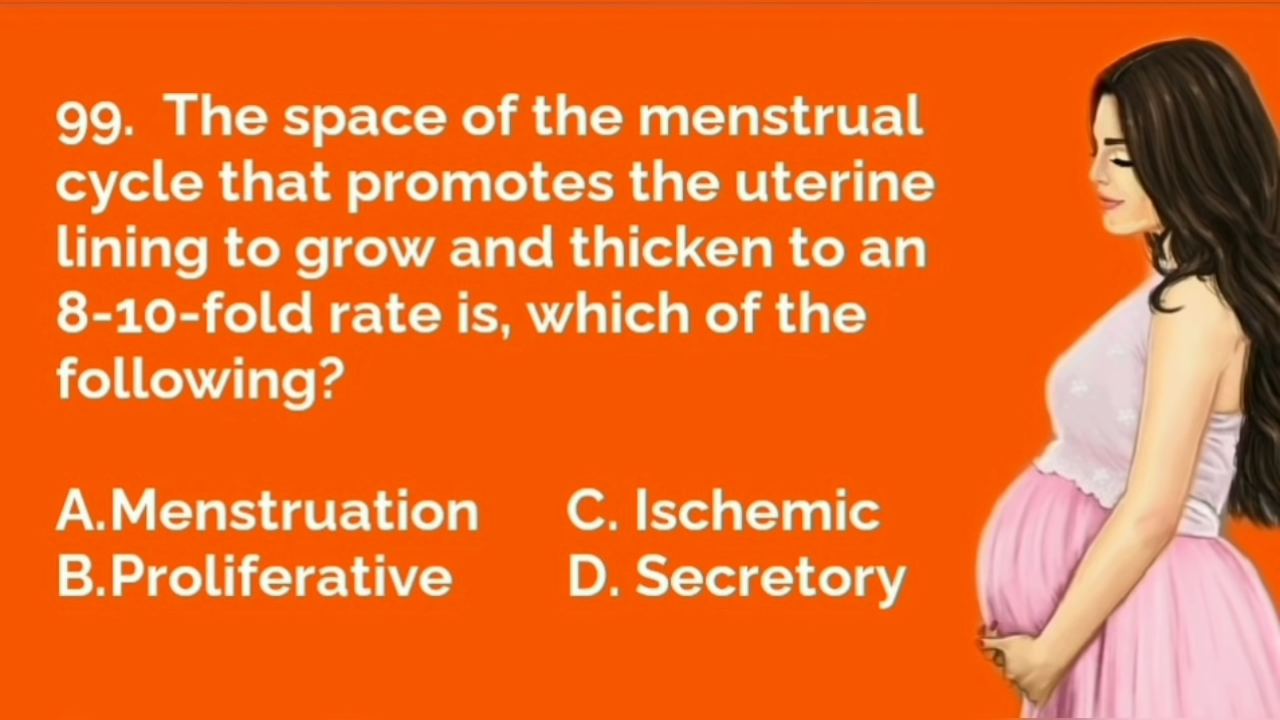 99. The space of the menstrual
cycle that promotes the uterine
lining to grow and thicken to an
8-10-fold rate is, which of the
following?
A.Menstruation
B.Proliferative
C. Ischemic
D. Secretory